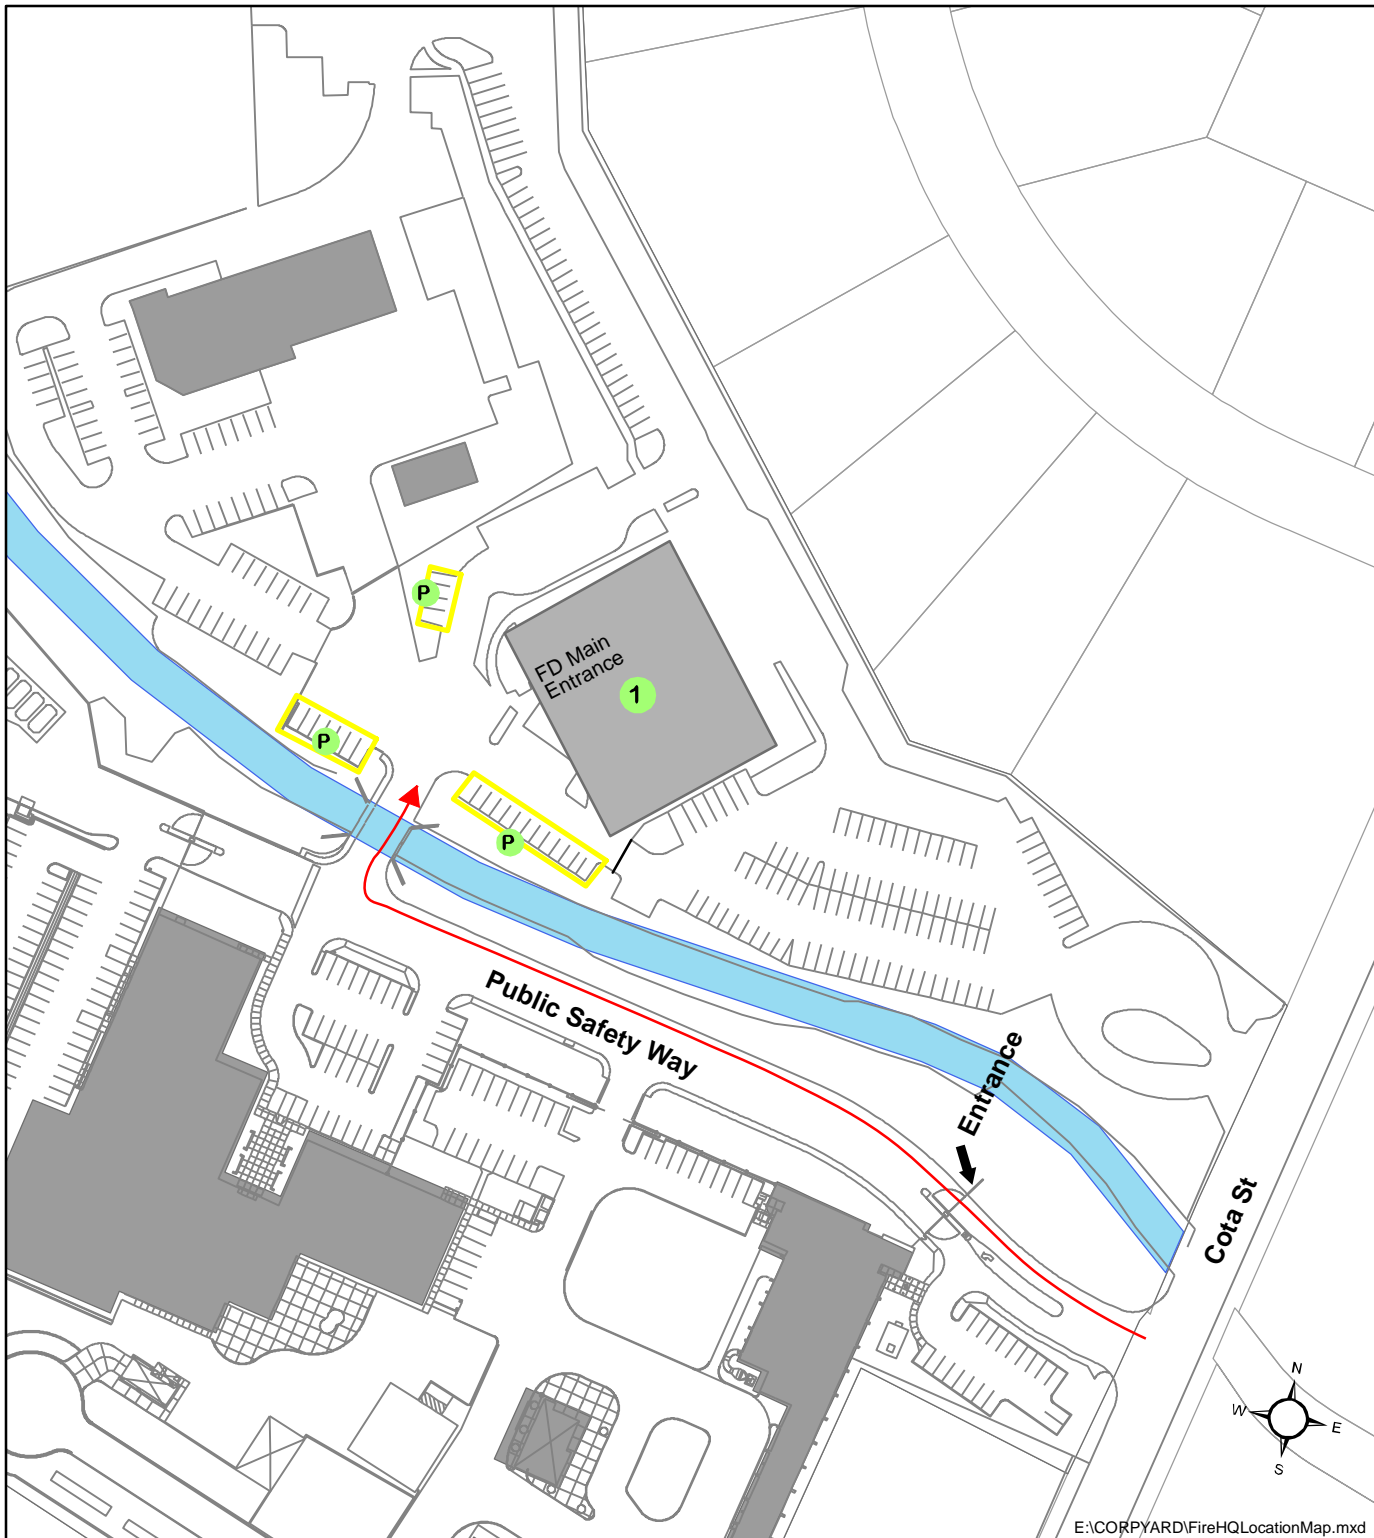 P
FD Main
Entrance
1
P
P
Public Safety Way
Entrance
Cota St
N
W
E
S
E:\CORPYARD\FireHQLocationMap.mxd